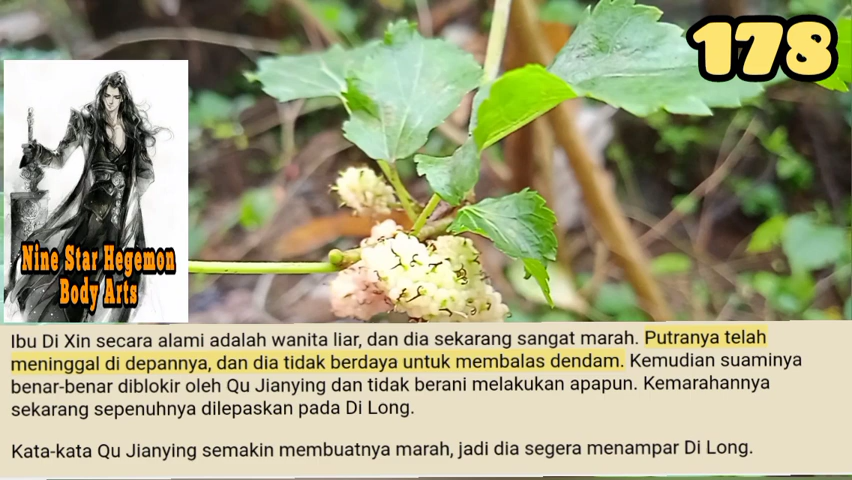 178
Nine Star Hegemon
Body Arts
Ibu Di Xin secara alami adalah wanita liar, dan dia sekarang sangat marah. Putranya telah
meninggal di depannya, dan dia tidak berdaya untuk membalas dendam. Kemudian suaminya
benar-benar diblokir oleh Qu Jianying dan tidak berani melakukan apapun. Kemarahannya
sekarang sepenuhnya dilepaskan pada Di Long.
Kata-kata Qu Jianying semakin membuatnya marah, jadi dia segera menampar Di Long.